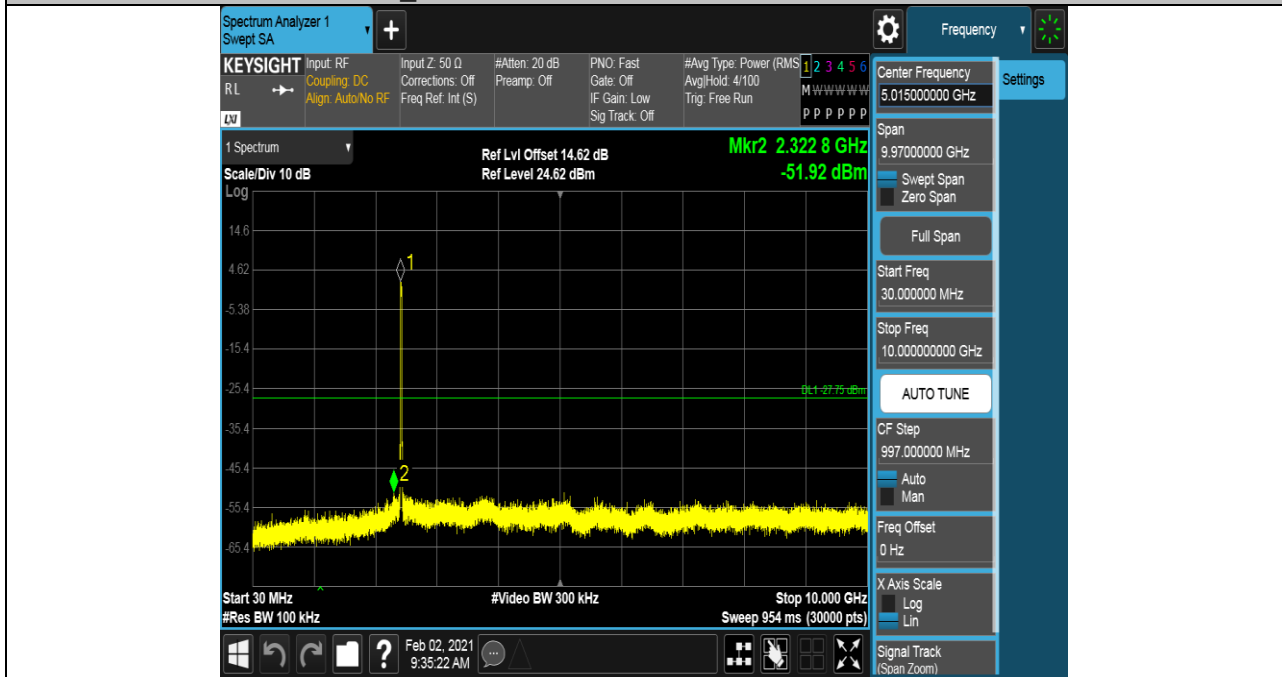 Spectrum Analyzer 1
Swept SA
+
Frequency
KEYSIGHT
RL
LXI
Input: RF
Coupling: DC
Align: Auto/No RF
Input Z: 50 Ω
Corrections: Off
Freq Ref: Int (S)
#Atten: 20 dB
Preamp: Off
PNO: Fast
Gate: Off
IF Gain: Low
Sig Track: Off
#Avg Type: Power (RMS
Avg|Hold: 4/100
Trig: Free Run
1 2 3 4 5 6
M W W W W W
P P P P P P
1 Spectrum
Scale/Div 10 dB
Log
Ref Lvl Offset 14.62 dB
Ref Level 24.62 dBm
Mkr2 2.322 8 GHz
-51.92 dBm
14.6
4.62
-5.38
-15.4
-25.4
-35.4
-45.4
-55.4
-65.4
1
2
DL1 -27.75 dBm
Start 30 MHz
#Res BW 100 kHz
#Video BW 300 kHz
Stop 10.000 GHz
Sweep 954 ms (30000 pts)
Center Frequency
5.015000000 GHz
Span
9.97000000 GHz
Swept Span
Zero Span
Full Span
Start Freq
30.000000 MHz
Stop Freq
10.000000000 GHz
AUTO TUNE
CF Step
997.000000 MHz
Auto
Man
Freq Offset
0 Hz
X Axis Scale
Log
Lin
Signal Track
(Span Zoom)
Settings
?
Feb 02, 2021
9:35:22 AM